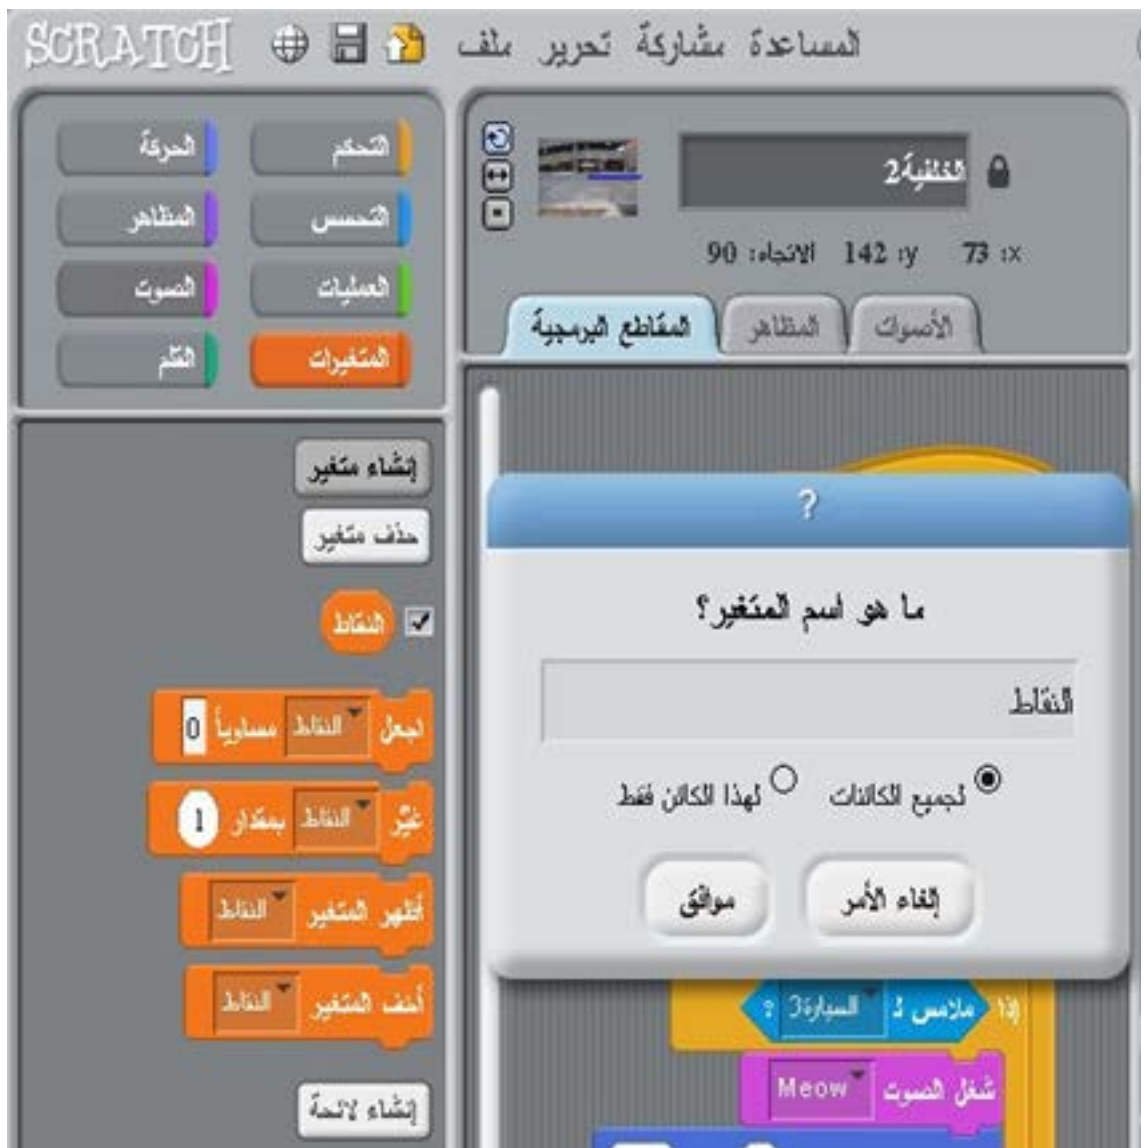 SCRATCH
ملف تحرير مشاركة المساعدة
الحركة
التحكم
المظاهر
التحسس
الصوت
العمليات
القلم
المتغيرات
الخلفية2
x: 73 y: 142 الاتجاه: 90
المقاطع البرمجية
المظاهر
الأصوات
إنشاء متغير
حذف متغير
النقاط
اجعل النقاط مساوياً 0
غيّر النقاط بمقدار 1
أظهر المتغير النقاط
أخف المتغير النقاط
إنشاء لائحة
?
ما هو اسم المتغير؟
النقاط
لجميع الكائنات لهذا الكائن فقط
إلغاء الأمر موافق
إذا ملامس لـ السيارة3 ?
شغل الصوت Meow